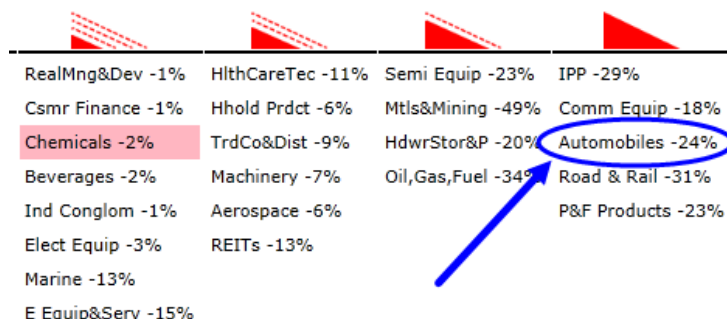 RealMng&Dev -1% HlthCareTec -11% Semi Equip -23% IPP -29%
Csmr Finance -1% Hhold Prdct -6% Mtls&Mining -49% Comm Equip -18%
Chemicals -2% TrdCo&Dist -9% HdwrStor&P -20% Automobiles -24%
Beverages -2% Machinery -7% Oil,Gas,Fuel -34% Road & Rail -31%
Ind Conglom -1% Aerospace -6% P&F Products -23%
Elect Equip -3% REITs -13%
Marine -13%
E Equip&Serv -15%